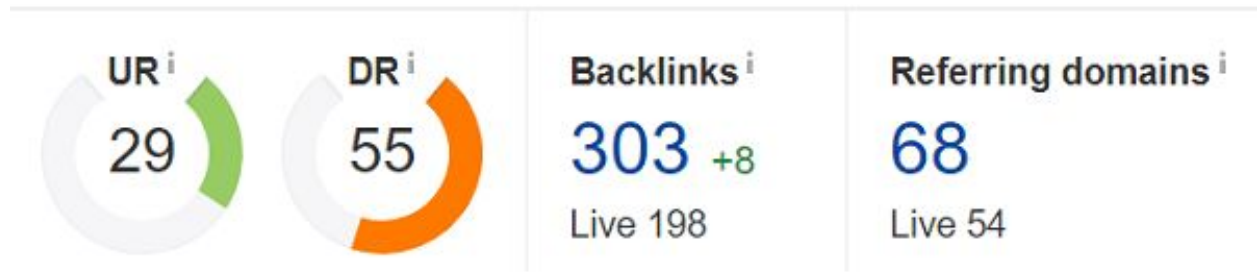 UR i
29
DR i
55
Backlinks i
303 +8
Live 198
Referring domains i
68
Live 54